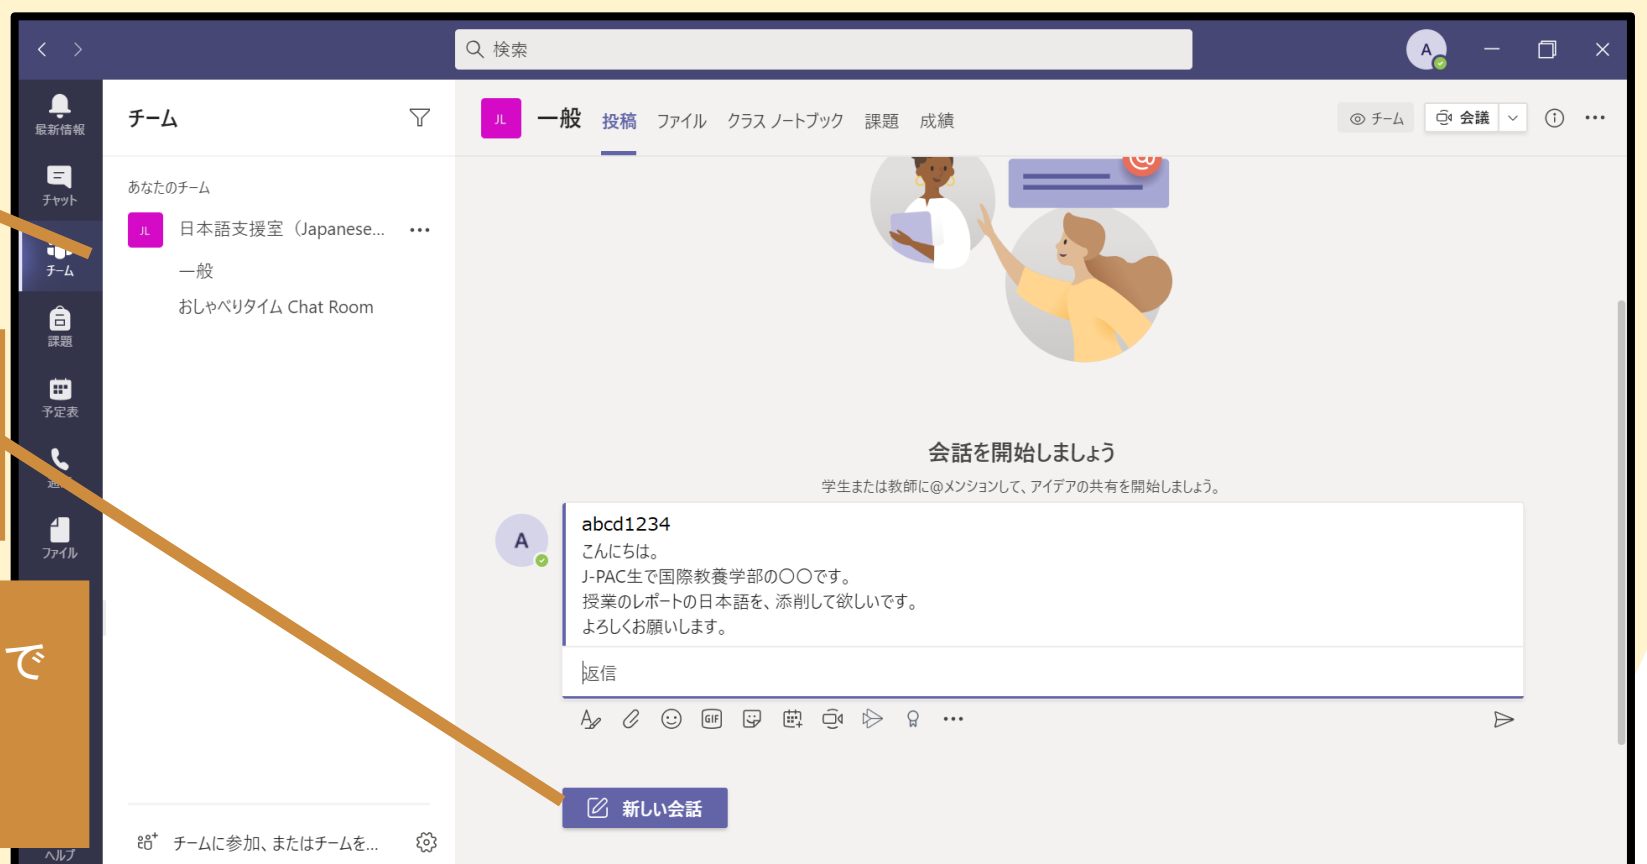 検索
A
最新情報
チャット
チーム
課題
予定表
ファイル
ヘルプ
で
チーム
あなたのチーム
JL
日本語支援室（Japanese...
一般
おしゃべりタイム Chat Room
チームに参加、またはチームを...
JL
一般
投稿
ファイル
クラス ノートブック
課題
成績
チーム
会議
@
会話を開始しましょう
学生または教師に@メンションして、アイデアの共有を開始しましょう。
A
abcd1234
こんにちは。
J-PAC生で国際教養学部の〇〇です。
授業のレポートの日本語を、添削して欲しいです。
よろしくお願いします。
返信
GIF
新しい会話